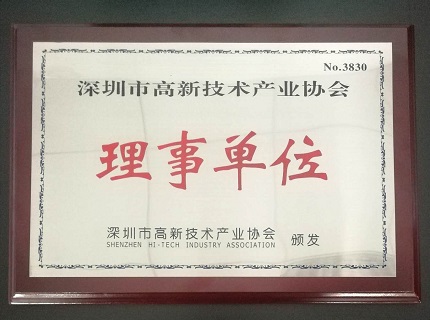 No.3830
深圳市高新技术产业协会
理事单位
深圳市高新技术产业协会 颁发
SHENZHEN HI-TECH INDUSTRY ASSOCIATION